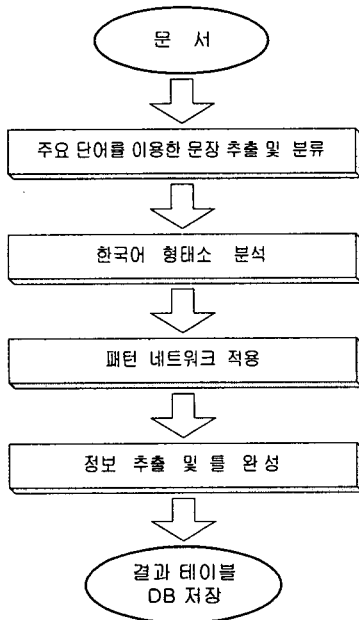 문 서
주요 단어를 이용한 문장 추출 및 분류
한국어 형태소 분석
패턴 네트워크 적용
정보 추출 및 틀 완성
결과 테이블
DB 저장